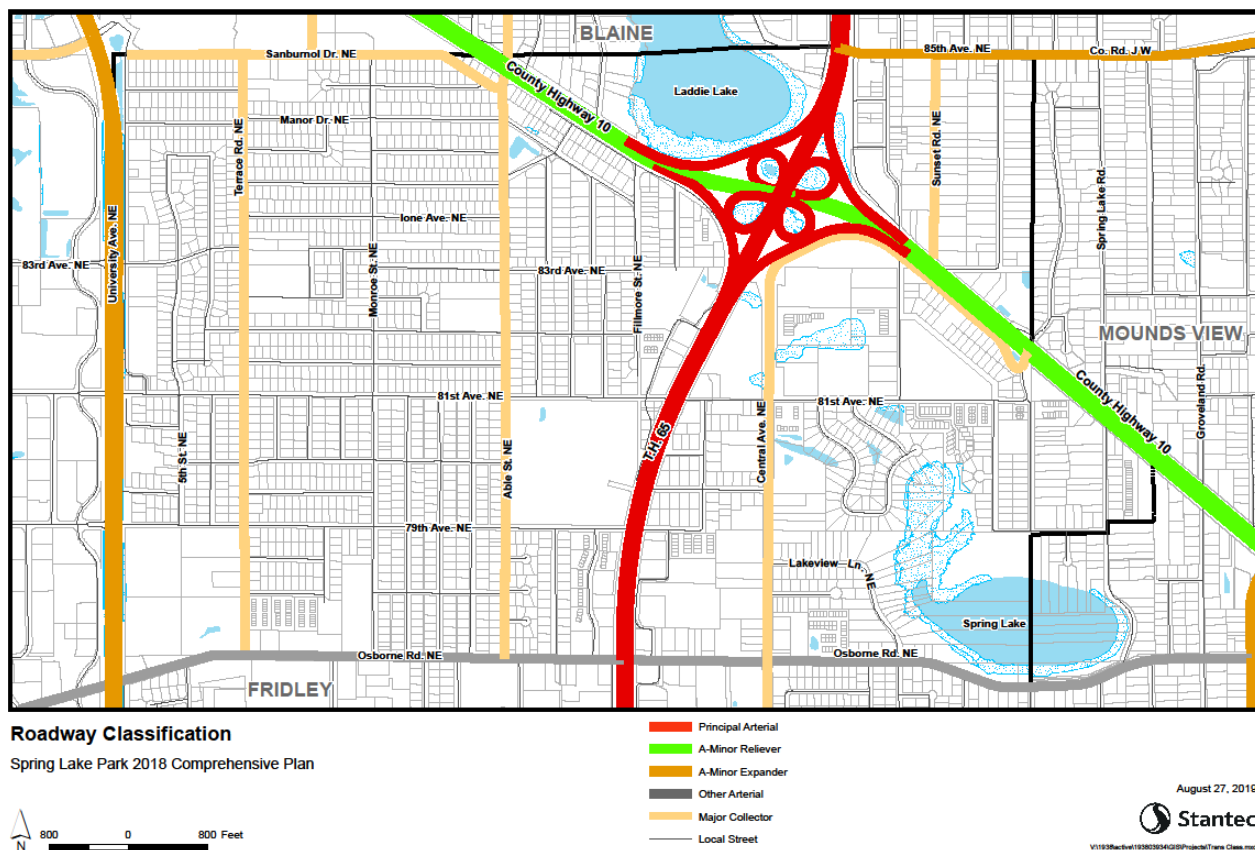 BLAINE
Sanburnol Dr. NE
85th Ave. NE
Co. Rd. J W
County Highway 10
Laddie Lake
Manor Dr. NE
Terrace Rd. NE
Sunset Rd. NE
Spring Lake Rd.
University Ave. NE
Ione Ave. NE
Monroe St. NE
83rd Ave. NE
83rd Ave. NE
Fillmore St. NE
MOUNDS VIEW
County Highway 10
Groveland Rd.
81st Ave. NE
81st Ave. NE
5th St. NE
Able St. NE
T.H. 65
Central Ave. NE
79th Ave. NE
Lakeview Ln. NE
Spring Lake
Osborne Rd. NE
Osborne Rd. NE
FRIDLEY
Roadway Classification
Spring Lake Park 2018 Comprehensive Plan
Principal Arterial
A-Minor Reliever
A-Minor Expander
Other Arterial
Major Collector
Local Street
N
800 0 800 Feet
August 27, 2019
Stantec